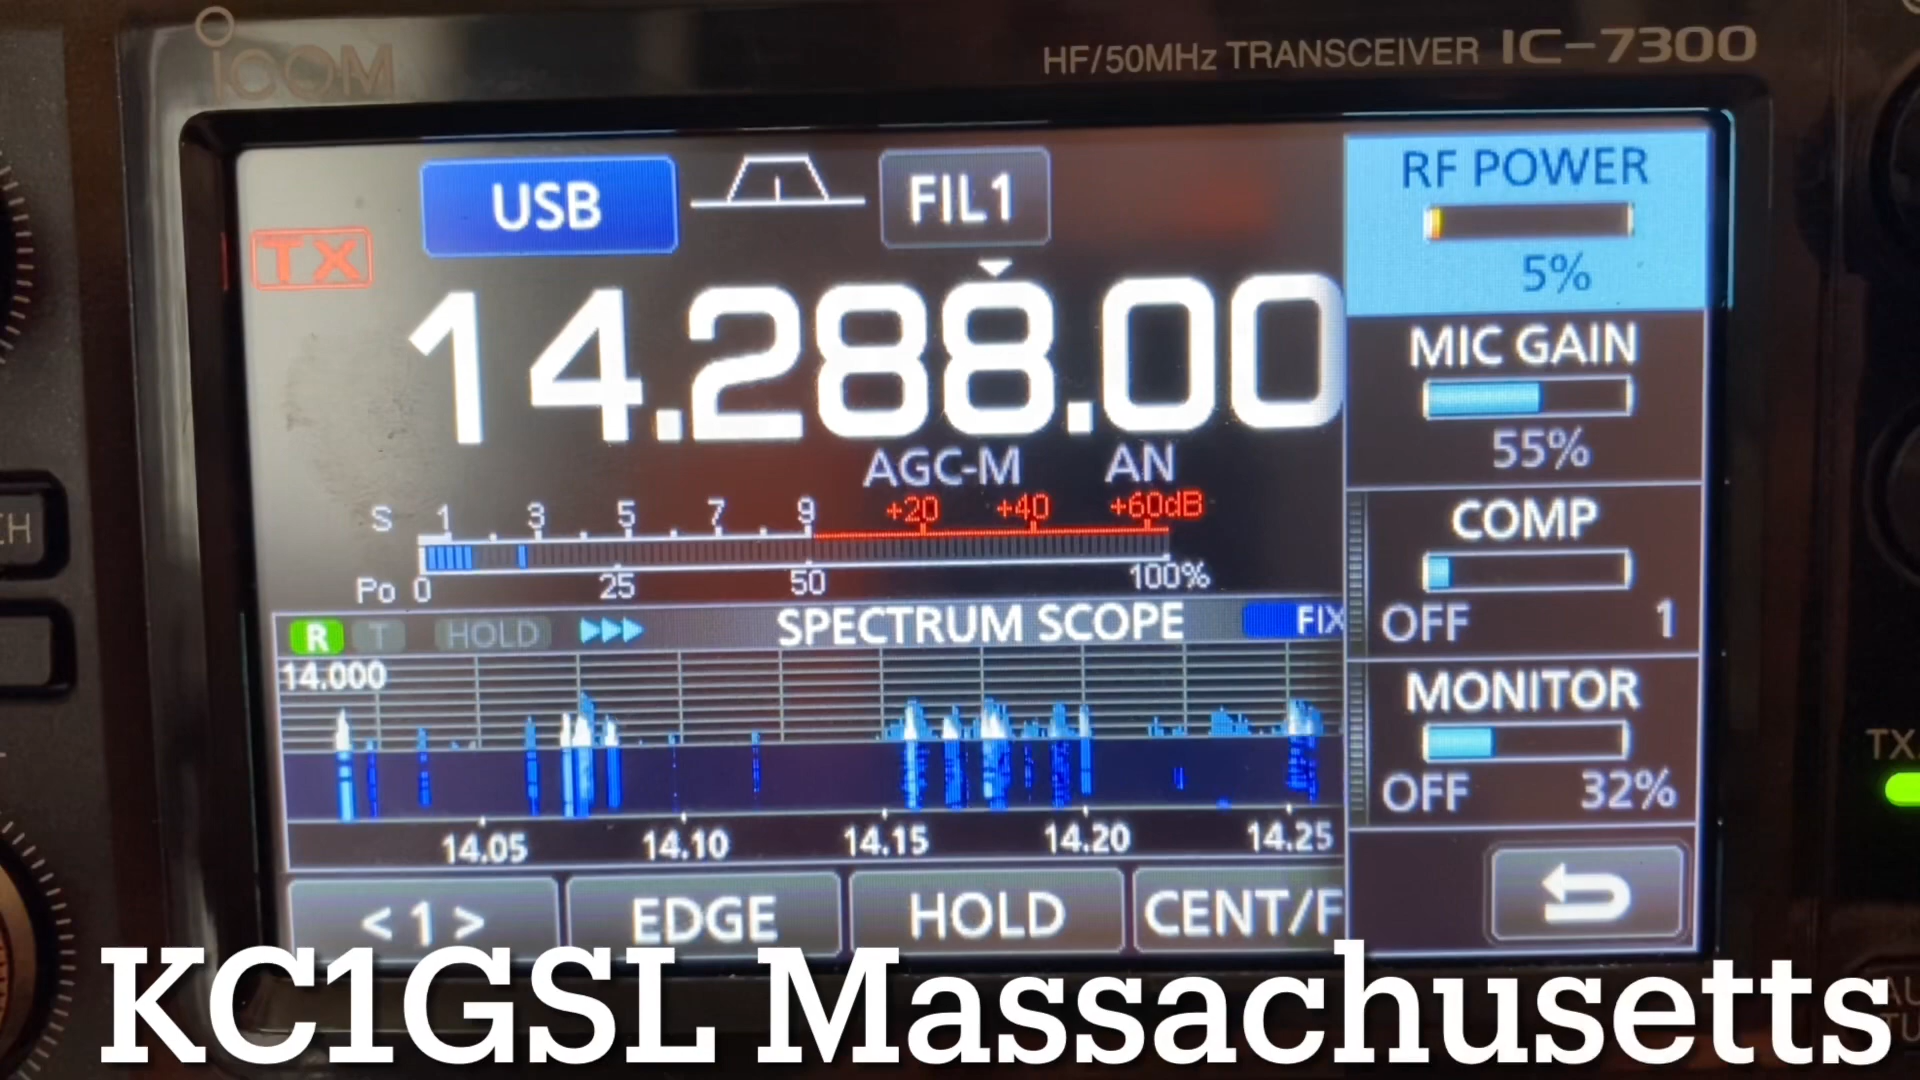 ICOM
HF/50MHz TRANSCEIVER IC-7300
USB
FIL1
RF POWER
5%
TX
14.288.00
MIC GAIN
55%
AGC-M AN
S 1 3 5 7 9 +20 +40 +60dB
Po 0 25 50 100%
COMP
OFF 1
R T HOLD SPECTRUM SCOPE FIX
14.000
MONITOR
OFF 32%
14.05 14.10 14.15 14.20 14.25
< 1 > EDGE HOLD CENT/F
KC1GSL Massachusetts
CH
TX